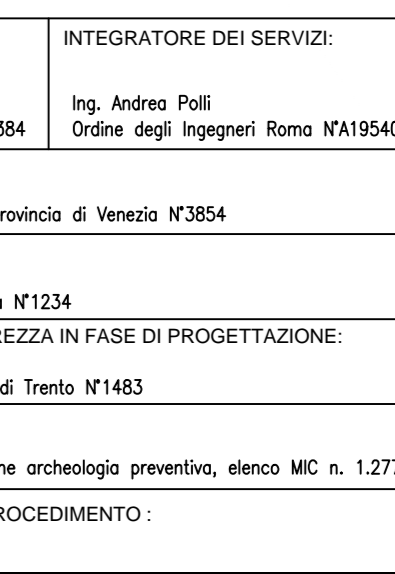 INTEGRATORE DEI SERVIZI:
Ing. Andrea Polli
384 Ordine degli Ingegneri Roma N°A19540
rovincia di Venezia N°3854
N°1234
REZZA IN FASE DI PROGETTAZIONE:
di Trento N°1483
ne archeologia preventiva, elenco MIC n. 1.277
ROCEDIMENTO :